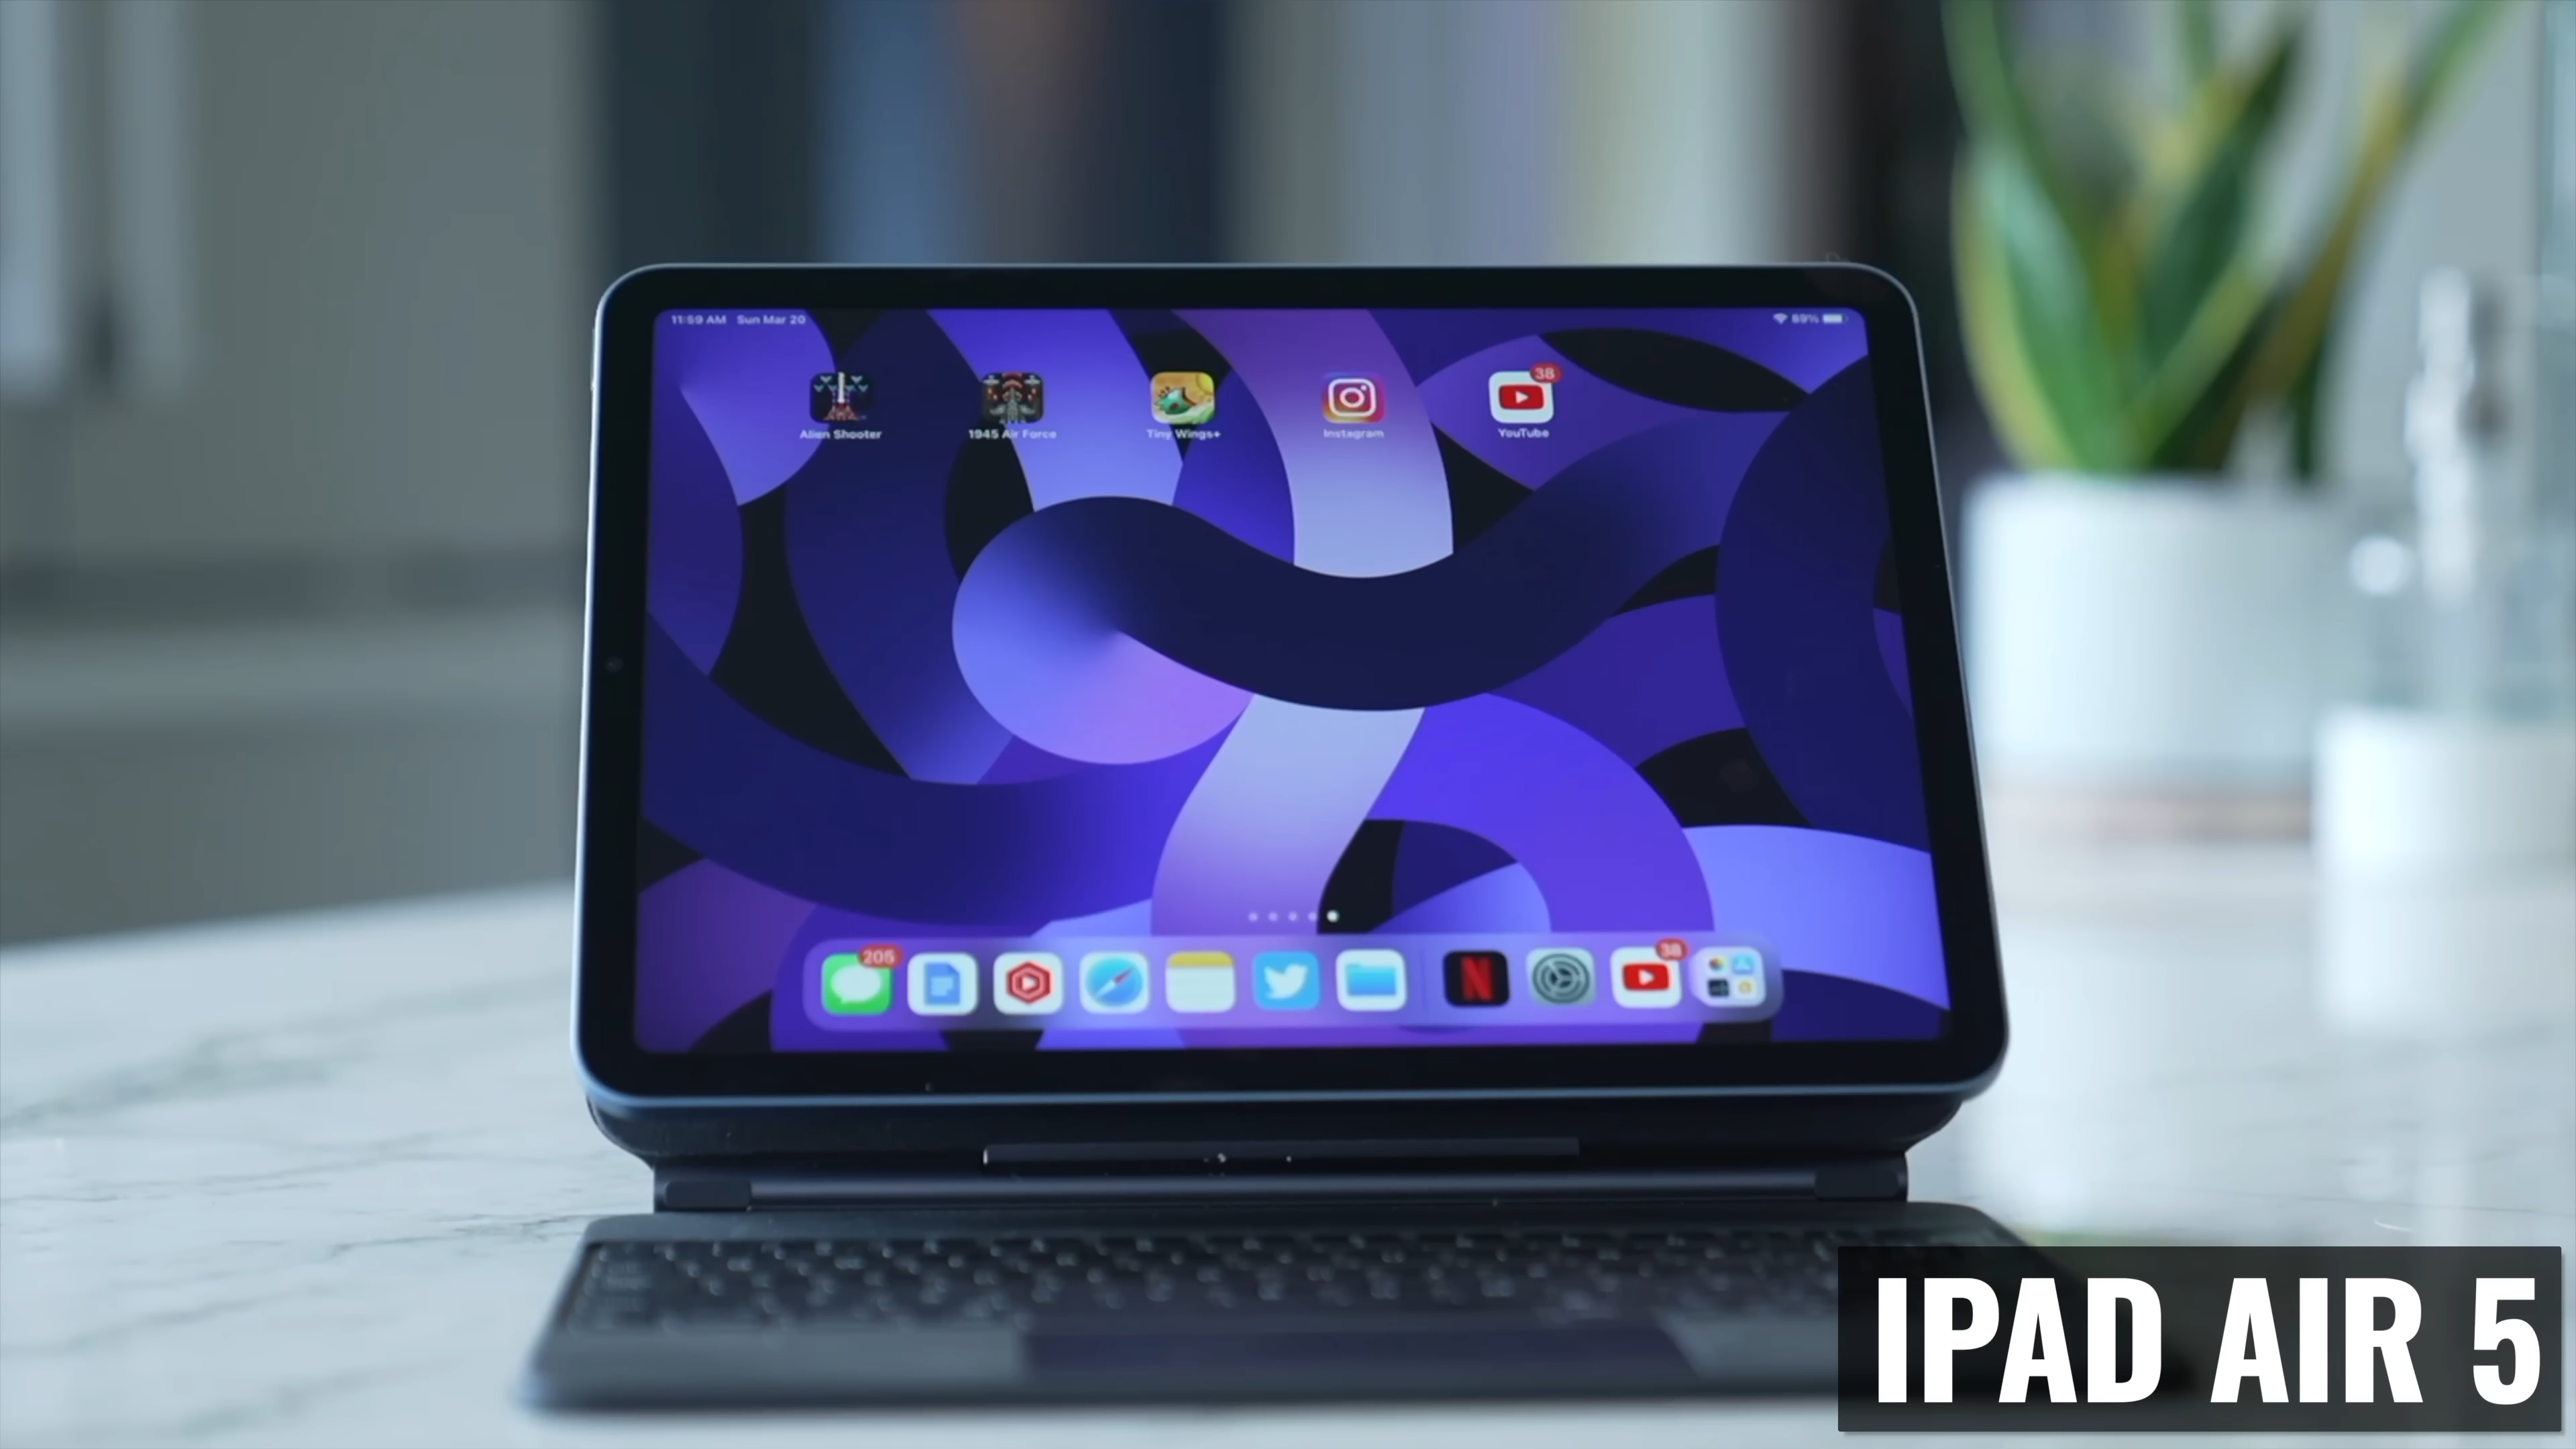 11:59 AM Sun Mar 20
89%
38
Alien Shooter
1945 Air Force
Tiny Wings+
Instagram
YouTube
205
38
IPAD AIR 5